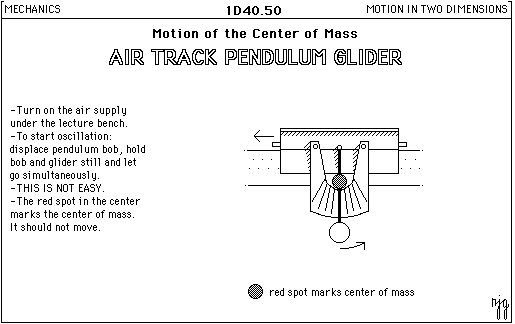 MECHANICS
1D40.50
MOTION IN TWO DIMENSIONS
Motion of the Center of Mass
AIR TRACK PENDULUM GLIDER
-Turn on the air supply
under the lecture bench.
-To start oscillation:
displace pendulum bob, hold
bob and glider still and let
go simultaneously.
-THIS IS NOT EASY.
-The red spot in the center
marks the center of mass.
It should not move.
red spot marks center of mass
njg